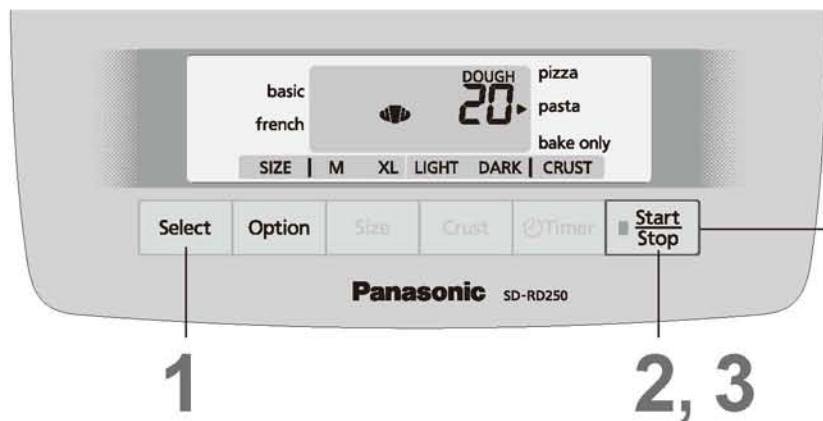 DOUGH
20
basic
french
pizza
pasta
bake only
SIZE M XL LIGHT DARK CRUST
Select Option Size Crust Timer Start
Stop
Panasonic SD-RD250
1 2, 3